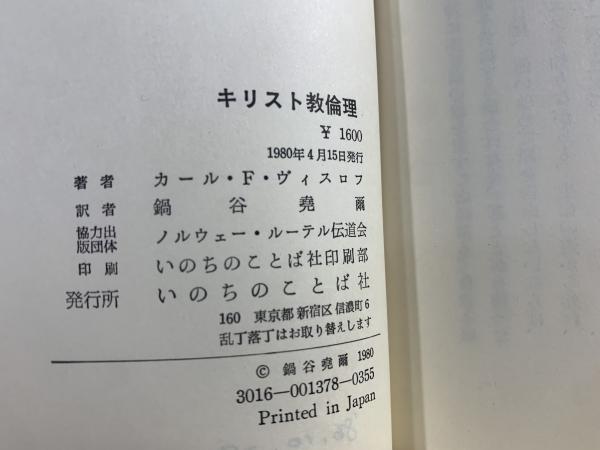 キリスト教倫理
¥ 1600
1980年4月15日発行
著者 カール・F・ヴィスロフ
訳者 鍋谷堯爾
協力出版団体 ノルウェー・ルーテル伝道会
印刷 いのちのことば社印刷部
発行所 いのちのことば社
160 東京都新宿区信濃町6
乱丁落丁はお取り替えします
© 鍋谷堯爾 1980
3016―001378―0355
Printed in Japan